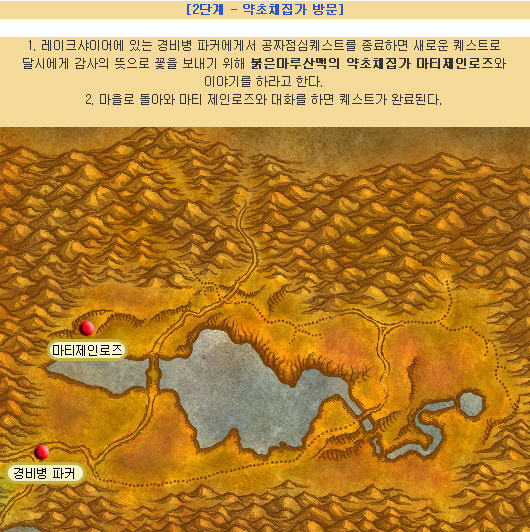 [2단계 - 약초채집가 방문]
1. 레이크샤이어에 있는 경비병 파커에게서 공짜점심퀘스트를 종료하면 새로운 퀘스트로
달시에게 감사의 뜻으로 꽃을 보내기 위해 붉은마루산맥의 약초채집가 마티제인로즈와
이야기를 하라고 한다.
2. 마을로 돌아와 마티 제인로즈와 대화를 하면 퀘스트가 완료된다.
마티제인로즈
경비병 파커